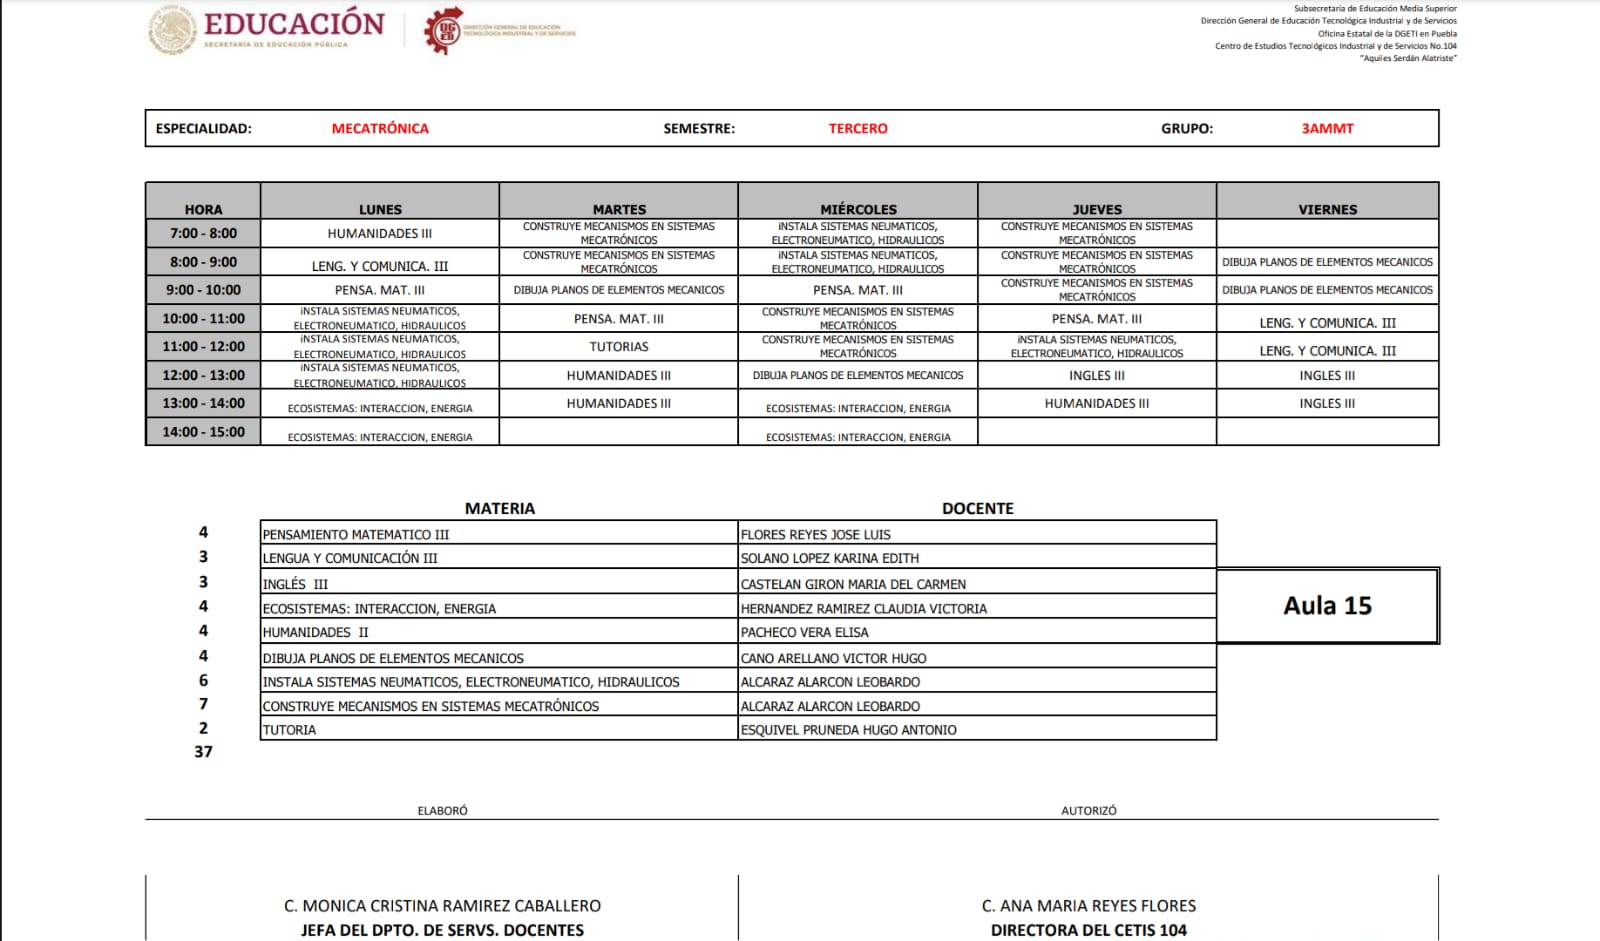 EDUCACIÓN
SECRETARÍA DE EDUCACIÓN PÚBLICA
DGETI
DIRECCIÓN GENERAL DE EDUCACIÓN
TECNOLÓGICA INDUSTRIAL Y DE SERVICIOS
Subsecretaría de Educación Media Superior
Dirección General de Educación Tecnológica Industrial y de Servicios
Oficina Estatal de la DGETI en Puebla
Centro de Estudios Tecnológicos Industrial y de Servicios No.104
"Aquiles Serdán Alatriste"
ESPECIALIDAD: MECATRÓNICA SEMESTRE: TERCERO GRUPO: 3AMMT
HORA LUNES MARTES MIÉRCOLES JUEVES VIERNES
7:00 - 8:00 HUMANIDADES III CONSTRUYE MECANISMOS EN SISTEMAS MECATRÓNICOS iNSTALA SISTEMAS NEUMATICOS, ELECTRONEUMATICO, HIDRAULICOS CONSTRUYE MECANISMOS EN SISTEMAS MECATRÓNICOS
8:00 - 9:00 LENG. Y COMUNICA. III CONSTRUYE MECANISMOS EN SISTEMAS MECATRÓNICOS iNSTALA SISTEMAS NEUMATICOS, ELECTRONEUMATICO, HIDRAULICOS CONSTRUYE MECANISMOS EN SISTEMAS MECATRÓNICOS DIBUJA PLANOS DE ELEMENTOS MECANICOS
9:00 - 10:00 PENSA. MAT. III DIBUJA PLANOS DE ELEMENTOS MECANICOS PENSA. MAT. III CONSTRUYE MECANISMOS EN SISTEMAS MECATRÓNICOS DIBUJA PLANOS DE ELEMENTOS MECANICOS
10:00 - 11:00 iNSTALA SISTEMAS NEUMATICOS, ELECTRONEUMATICO, HIDRAULICOS PENSA. MAT. III CONSTRUYE MECANISMOS EN SISTEMAS MECATRÓNICOS PENSA. MAT. III LENG. Y COMUNICA. III
11:00 - 12:00 iNSTALA SISTEMAS NEUMATICOS, ELECTRONEUMATICO, HIDRAULICOS TUTORIAS CONSTRUYE MECANISMOS EN SISTEMAS MECATRÓNICOS iNSTALA SISTEMAS NEUMATICOS, ELECTRONEUMATICO, HIDRAULICOS LENG. Y COMUNICA. III
12:00 - 13:00 iNSTALA SISTEMAS NEUMATICOS, ELECTRONEUMATICO, HIDRAULICOS HUMANIDADES III DIBUJA PLANOS DE ELEMENTOS MECANICOS INGLES III INGLES III
13:00 - 14:00 ECOSISTEMAS: INTERACCION, ENERGIA HUMANIDADES III ECOSISTEMAS: INTERACCION, ENERGIA HUMANIDADES III INGLES III
14:00 - 15:00 ECOSISTEMAS: INTERACCION, ENERGIA ECOSISTEMAS: INTERACCION, ENERGIA
MATERIA DOCENTE
4 PENSAMIENTO MATEMATICO III FLORES REYES JOSE LUIS
3 LENGUA Y COMUNICACIÓN III SOLANO LOPEZ KARINA EDITH
3 INGLÉS III CASTELAN GIRON MARIA DEL CARMEN
4 ECOSISTEMAS: INTERACCION, ENERGIA HERNANDEZ RAMIREZ CLAUDIA VICTORIA
Aula 15
4 HUMANIDADES II PACHECO VERA ELISA
4 DIBUJA PLANOS DE ELEMENTOS MECANICOS CANO ARELLANO VICTOR HUGO
6 INSTALA SISTEMAS NEUMATICOS, ELECTRONEUMATICO, HIDRAULICOS ALCARAZ ALARCON LEOBARDO
7 CONSTRUYE MECANISMOS EN SISTEMAS MECATRÓNICOS ALCARAZ ALARCON LEOBARDO
2 TUTORIA ESQUIVEL PRUNEDA HUGO ANTONIO
37
ELABORÓ AUTORIZÓ
C. MONICA CRISTINA RAMIREZ CABALLERO C. ANA MARIA REYES FLORES
JEFA DEL DPTO. DE SERVS. DOCENTES DIRECTORA DEL CETIS 104